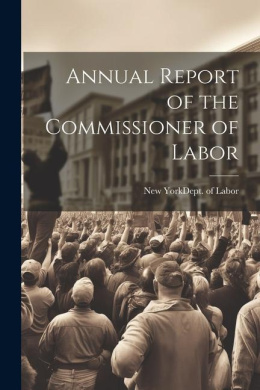 Annual Report
of the
Commissioner of
Labor
New YorkDept. of Labor